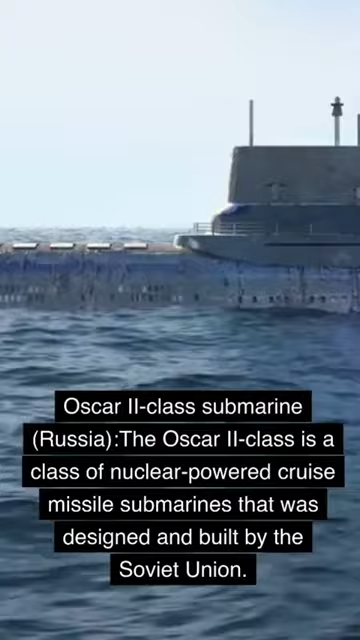 Oscar II-class submarine
(Russia):The Oscar II-class is a
class of nuclear-powered cruise
missile submarines that was
designed and built by the
Soviet Union.